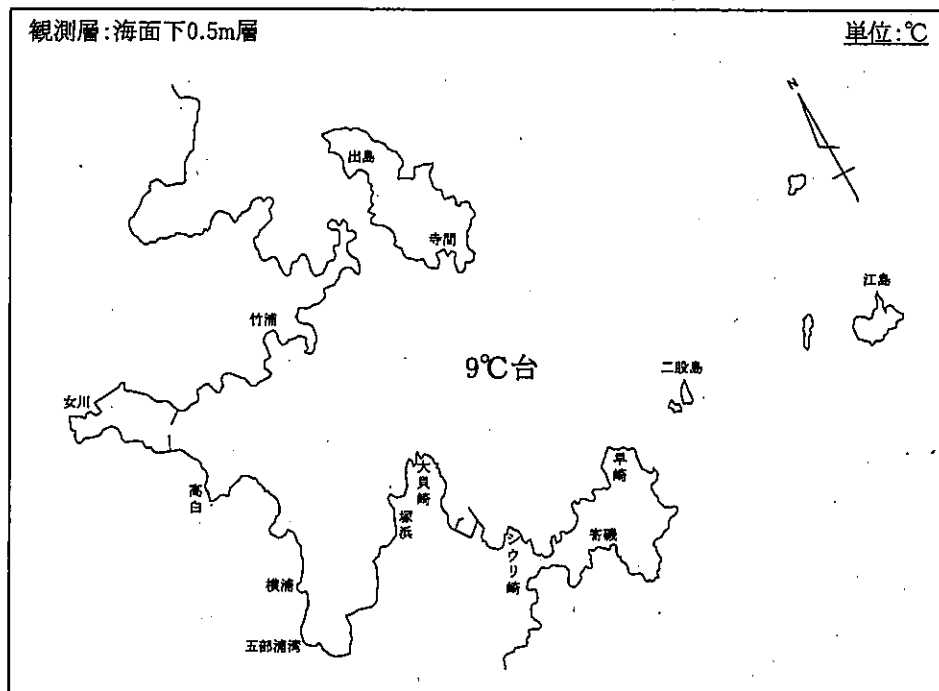 観測層:海面下0.5m層
単位:℃
N
出島
寺間
江島
竹浦
9℃台
二股島
女川
大貝崎
早崎
高白
塚浜
寄磯
シウリ崎
横浦
五部浦湾